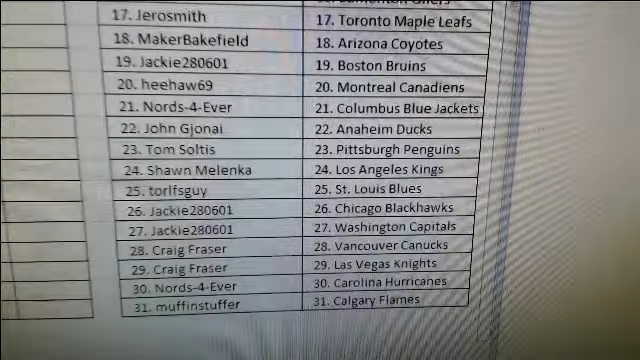 17. Jerosmith 17. Toronto Maple Leafs
18. MakerBakefield 18. Arizona Coyotes
19. Jackie280601 19. Boston Bruins
20. heehaw69 20. Montreal Canadiens
21. Nords-4-Ever 21. Columbus Blue Jackets
22. John Gjonaj 22. Anaheim Ducks
23. Tom Soltis 23. Pittsburgh Penguins
24. Shawn Melenka 24. Los Angeles Kings
25. torlfsguy 25. St. Louis Blues
26. Jackie280601 26. Chicago Blackhawks
27. Jackie280601 27. Washington Capitals
28. Craig Fraser 28. Vancouver Canucks
29. Craig Fraser 29. Las Vegas Knights
30. Nords-4-Ever 30. Carolina Hurricanes
31. muffinstuffer 31. Calgary Flames